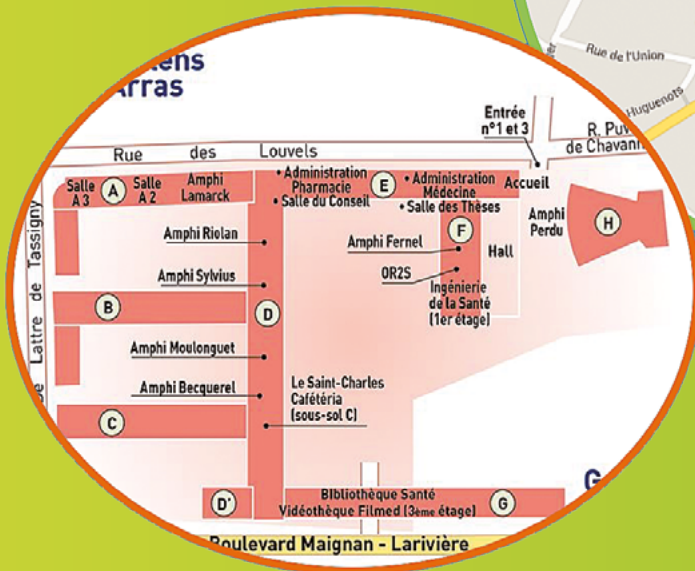 Arras
Rue de l'Union
Huguenots
Entrée
n°1 et 3
de Chavann
Rue des Louvels
Salle
A 3
A
Salle
A 2
Amphi
Lamarck
• Administration
Pharmacie
• Salle du Conseil
E
• Administration
Médecine
• Salle des Thèses
Accueil
Amphi
Perdu
H
Amphi Riolan
Amphi Fernel
F
Hall
Amphi Sylvius
OR2S
Ingénierie
de la Santé
(1er étage)
B
D
Lattre de Tassigny
Amphi Moulonguet
Amphi Becquerel
Le Saint-Charles
Cafétéria
(sous-sol C)
C
D'
Bibliothèque Santé
Vidéothèque Filmed (3ème étage)
G
G
Boulevard Maignan - Larivière